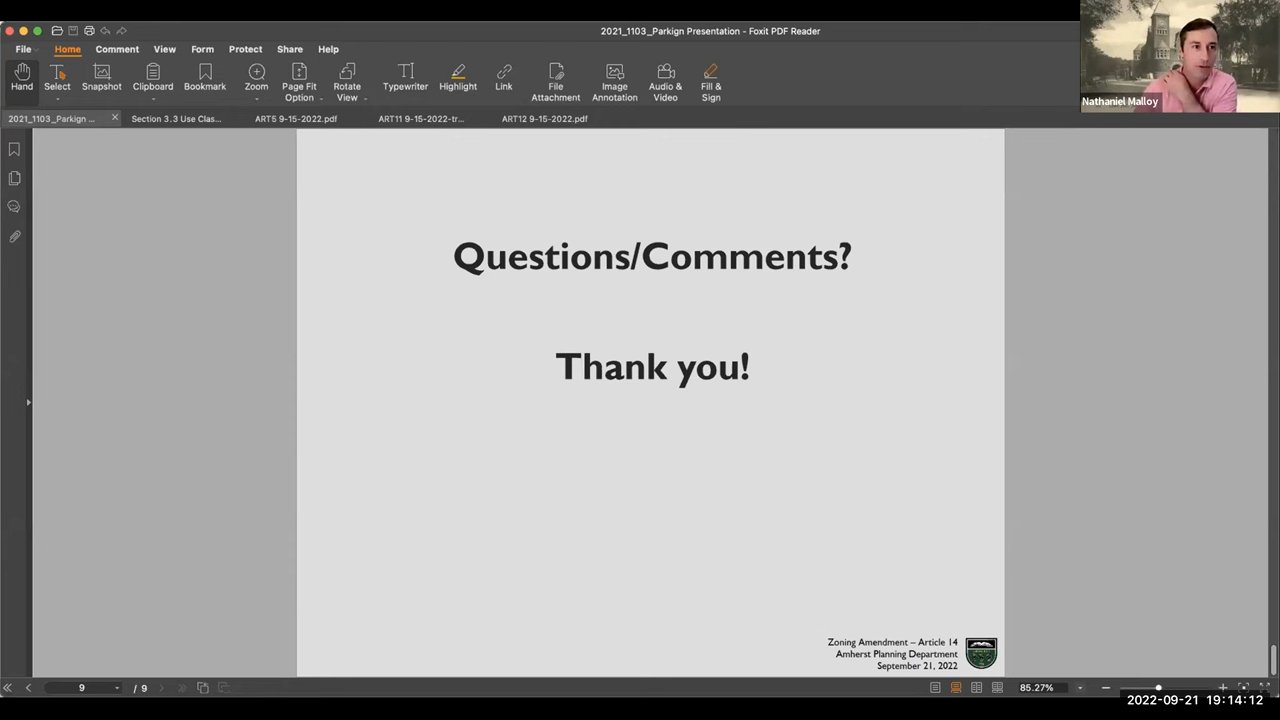 2021_1103_Parkign Presentation - Foxit PDF Reader
File Home Comment View Form Protect Share Help
Hand Select Snapshot Clipboard Bookmark Zoom Page Fit Option Rotate View Typewriter Highlight Link File Attachment Image Annotation Audio & Video Fill & Sign
Nathaniel Malloy
2021_1103_Parkign ... Section 3.3 Use Clas... ART5 9-15-2022.pdf ART11 9-15-2022-tr... ART12 9-15-2022.pdf
Questions/Comments?
Thank you!
Zoning Amendment – Article 14
Amherst Planning Department
September 21, 2022
9 / 9 85.27%
2022-09-21 19:14:12